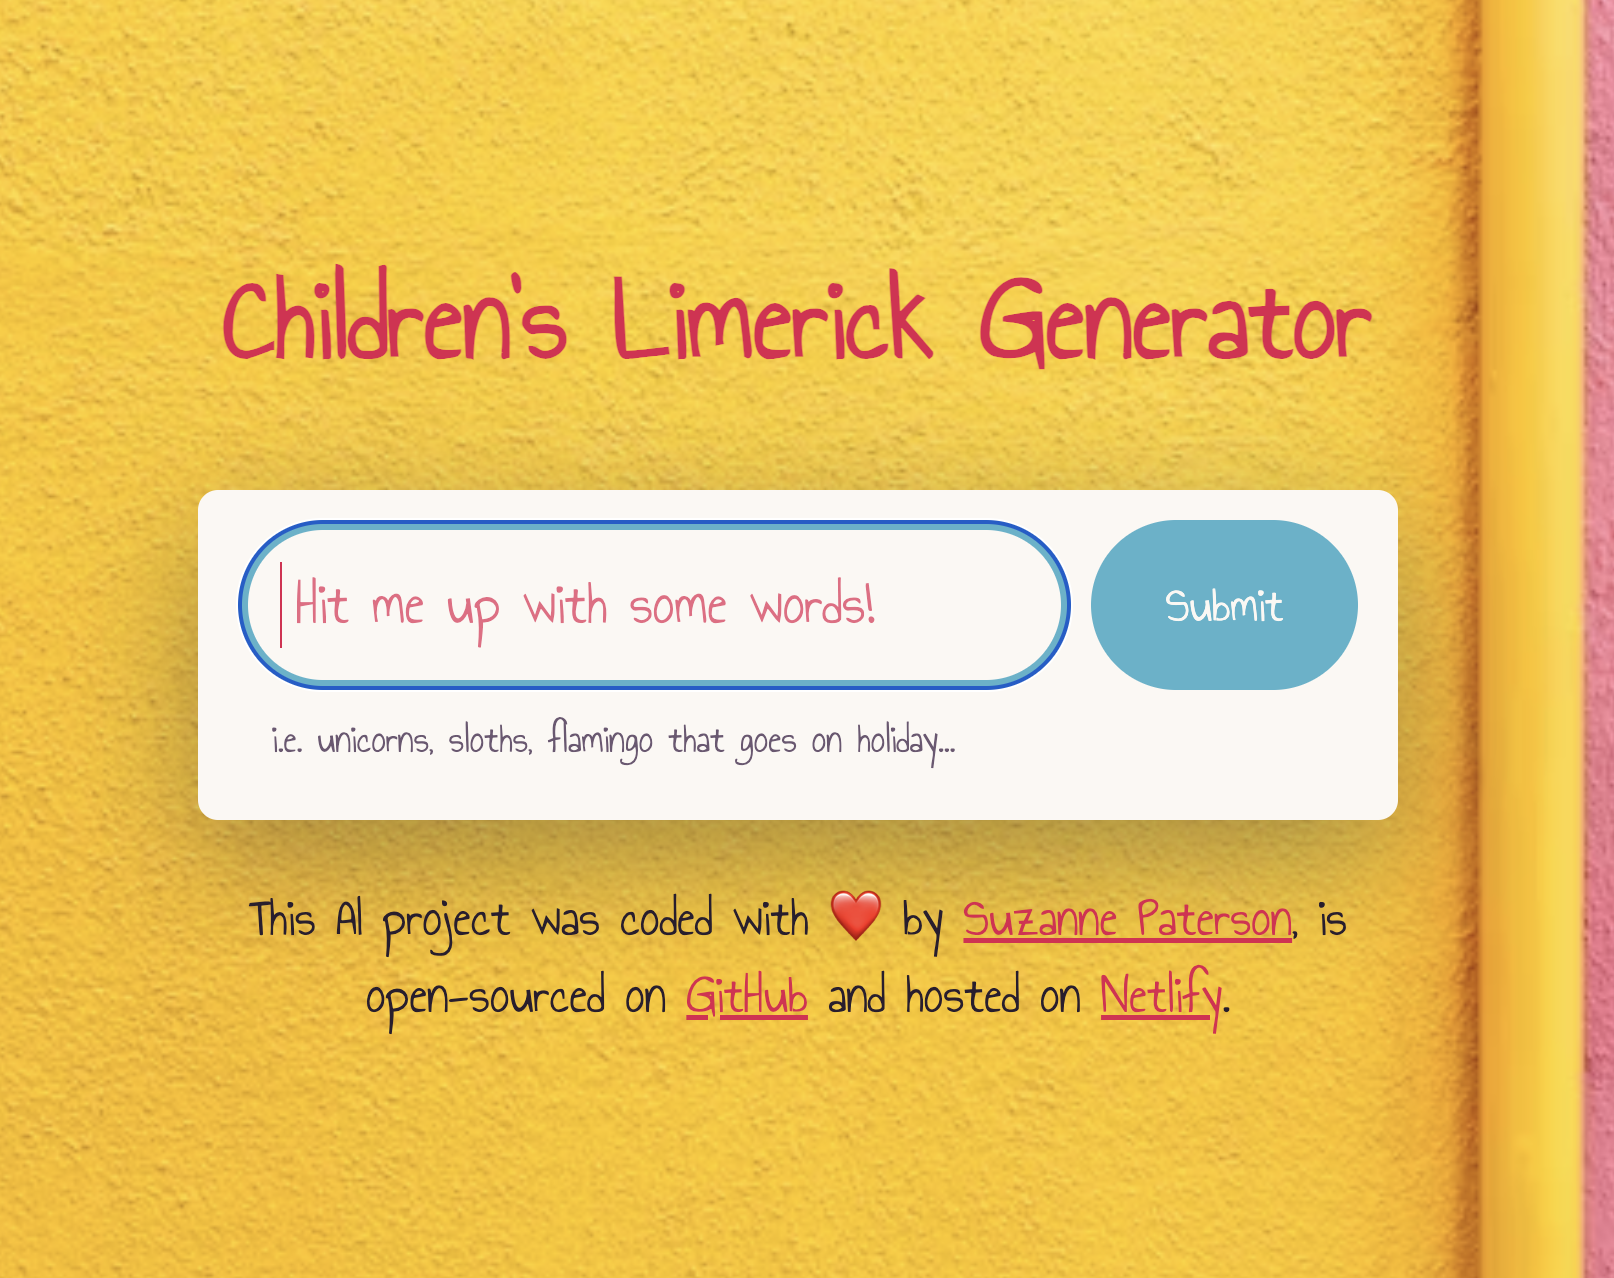 Children's Limerick Generator
Hit me up with some words!
Submit
i.e. unicorns, sloths, flamingo that goes on holiday...
This AI project was coded with ❤️ by Suzanne Paterson, is
open-sourced on GitHub and hosted on Netlify.